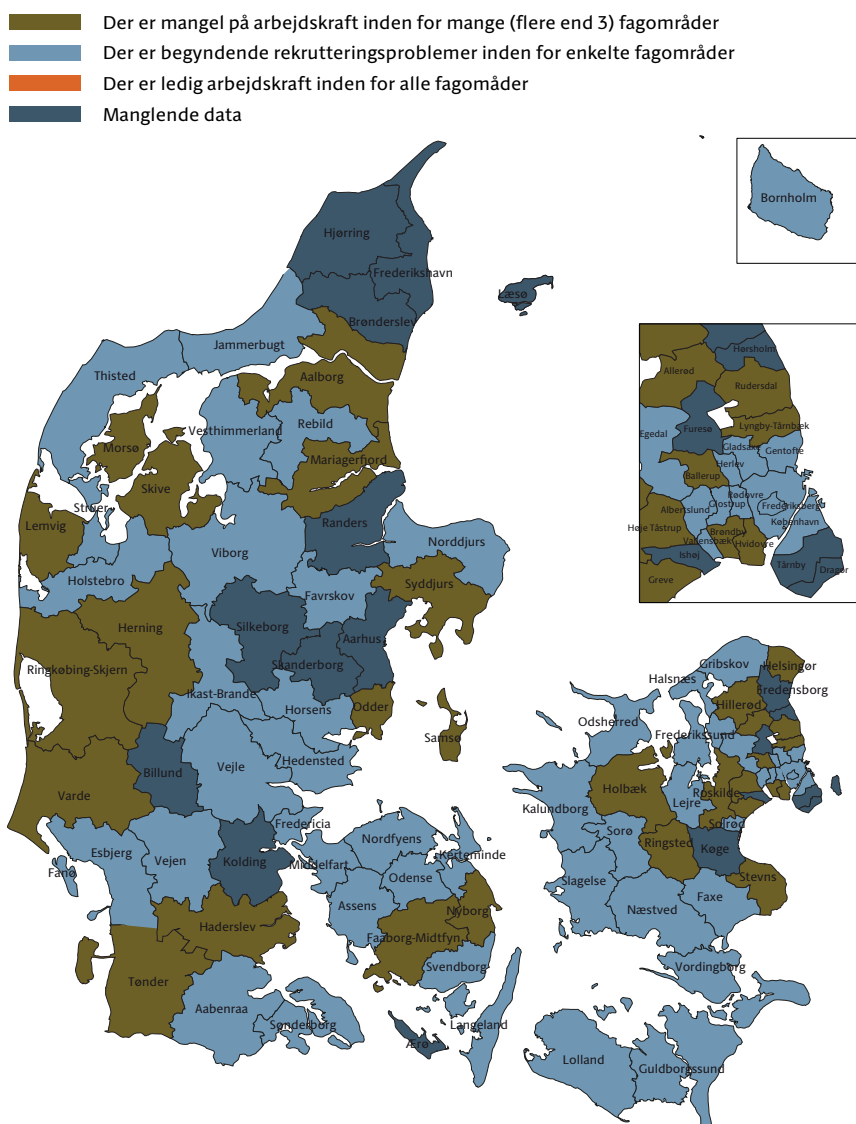 Der er mangel på arbejdskraft inden for mange (flere end 3) fagområder
Der er begyndende rekrutteringsproblemer inden for enkelte fagområder
Der er ledig arbejdskraft inden for alle fagomåder
Manglende data
Bornholm
Hjørring
Frederikshavn
Læsø
Brønderslev
Jammerbugt
Thisted
Aalborg
Vesthimmerland
Rebild
Morsø
Mariagerfjord
Skive
Struer
Lemvig
Randers
Viborg
Norddjurs
Holstebro
Favrskov
Syddjurs
Herning
Silkeborg
Aarhus
Ringkøbing-Skjern
Skanderborg
Ikast-Brande
Horsens
Odder
Samsø
Hedensted
Billund
Vejle
Varde
Fredericia
Esbjerg
Vejen
Kolding
Middelfart
Nordfyens
Kerteminde
Fanø
Odense
Assens
Nyborg
Haderslev
Faaborg-Midtfyn
Svendborg
Tønder
Aabenraa
Sønderborg
Langeland
Ærø
Hørsholm
Allerød
Rudersdal
Furesø
Lyngby-Tårnbæk
Egedal
Gladsaxe
Gentofte
Herlev
Ballerup
Rødovre
Albertslund
Glostrup
Frederiksberg
København
Høje Tåstrup
Brøndby
Vallensbæk
Hvidovre
Ishøj
Tårnby
Dragør
Greve
Gribskov
Helsingør
Halsnæs
Fredensborg
Hillerød
Odsherred
Frederikssund
Holbæk
Roskilde
Kalundborg
Lejre
Solrød
Sorø
Ringsted
Køge
Slagelse
Stevns
Næstved
Faxe
Vordingborg
Lolland
Guldborgssund